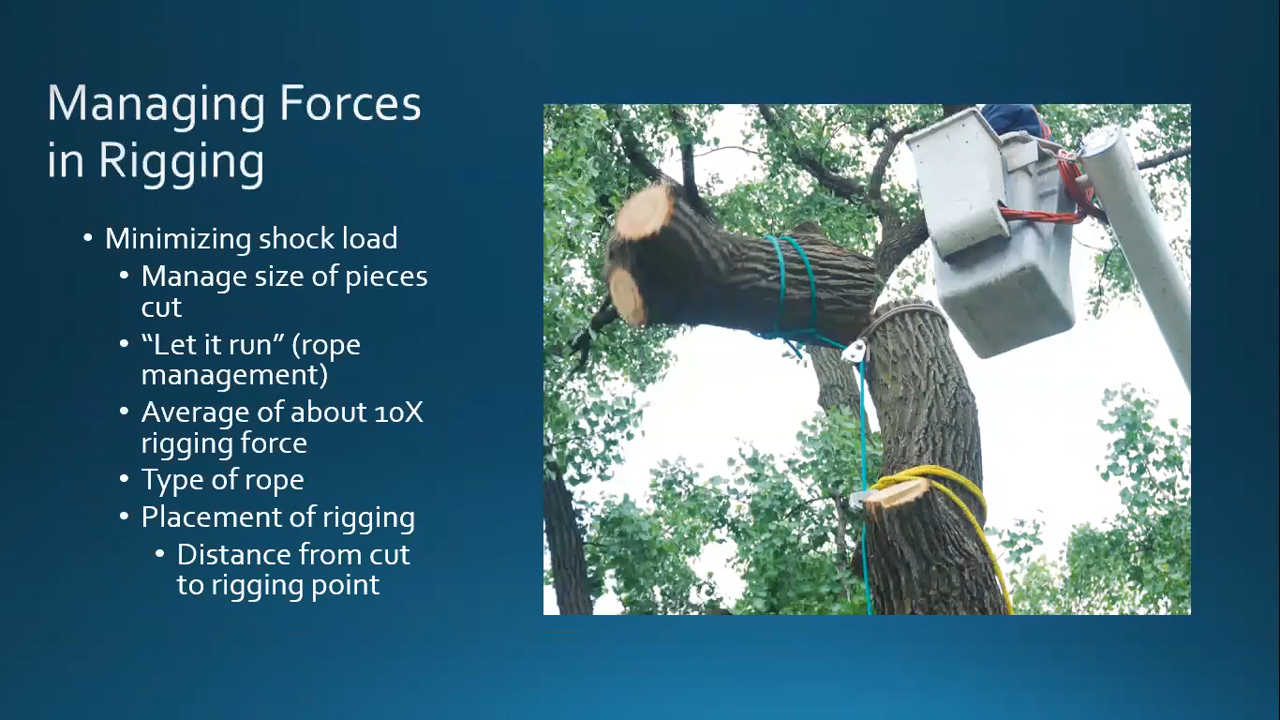 Managing Forces
in Rigging
• Minimizing shock load
• Manage size of pieces
cut
• “Let it run” (rope
management)
• Average of about 10X
rigging force
• Type of rope
• Placement of rigging
• Distance from cut
to rigging point